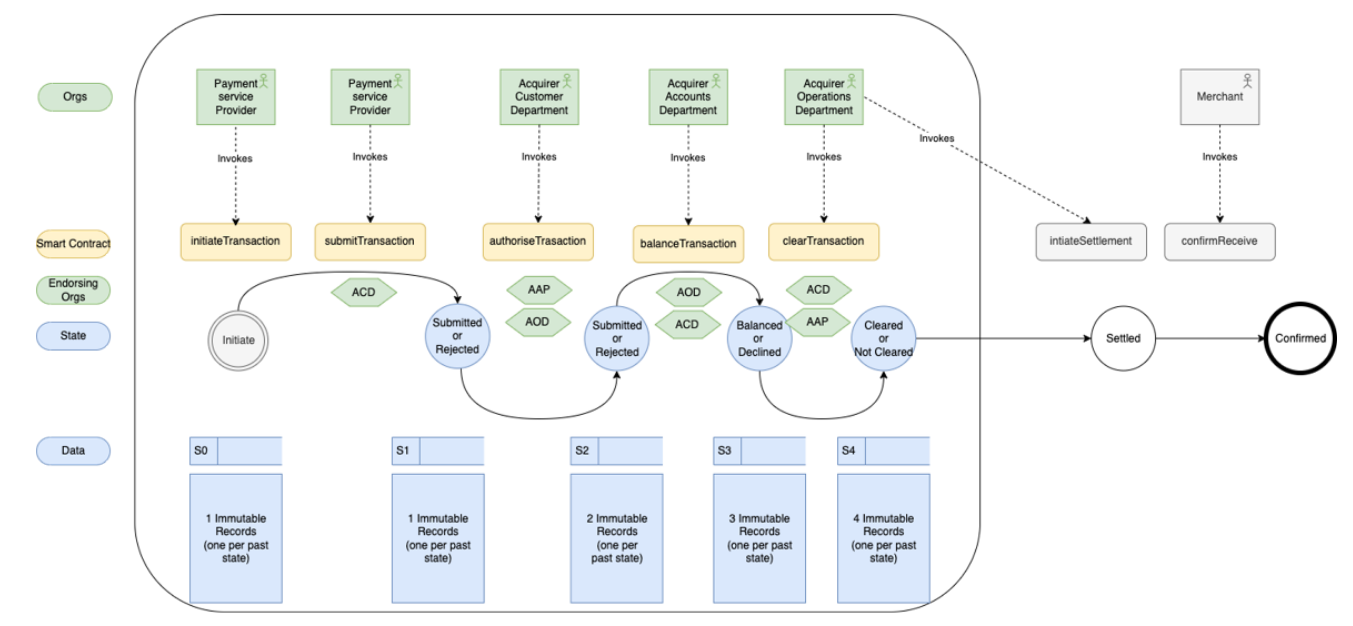 Orgs
Payment
service
Provider
Payment
service
Provider
Acquirer
Customer
Department
Acquirer
Accounts
Department
Acquirer
Operations
Department
Merchant
Invokes
Invokes
Invokes
Invokes
Invokes
Invokes
Invokes
Smart Contract
initiateTransaction
submitTransaction
authoriseTrasaction
balanceTransaction
clearTransaction
intiateSettlement
confirmReceive
Endorsing
Orgs
ACD
AAP
AOD
AOD
ACD
ACD
AAP
State
Initiate
Submitted
or
Rejected
Submitted
or
Rejected
Balanced
or
Declined
Cleared
or
Not Cleared
Settled
Confirmed
Data
S0
S1
S2
S3
S4
1 Immutable
Records
(one per past
state)
1 Immutable
Records
(one per past
state)
2 Immutable
Records
(one per
past state)
3 Immutable
Records
(one per past
state)
4 Immutable
Records
(one per past
state)